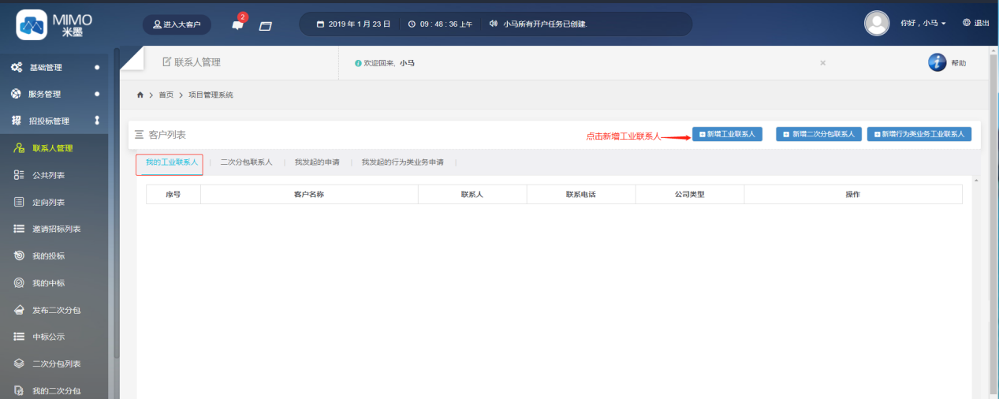 MIMO
米墨
进入大客户
2
2019 年 1 月 23 日
09 : 48 : 36 上午
小马所有开户任务已创建.
你好，小马
退出
基础管理
服务管理
招 招投标管理
联系人管理
公共列表
定向列表
邀请招标列表
我的投标
我的中标
发布二次分包
中标公示
二次分包列表
我的二次分包
联系人管理
欢迎回来, 小马
×
帮助
> 首页 > 项目管理系统
客户列表
点击新增工业联系人
新增工业联系人
新增二次分包联系人
新增行为类业务工业联系人
我的工业联系人 | 二次分包联系人 | 我发起的申请 | 我发起的行为类业务申请 |
序号 客户名称 联系人 联系电话 公司类型 操作